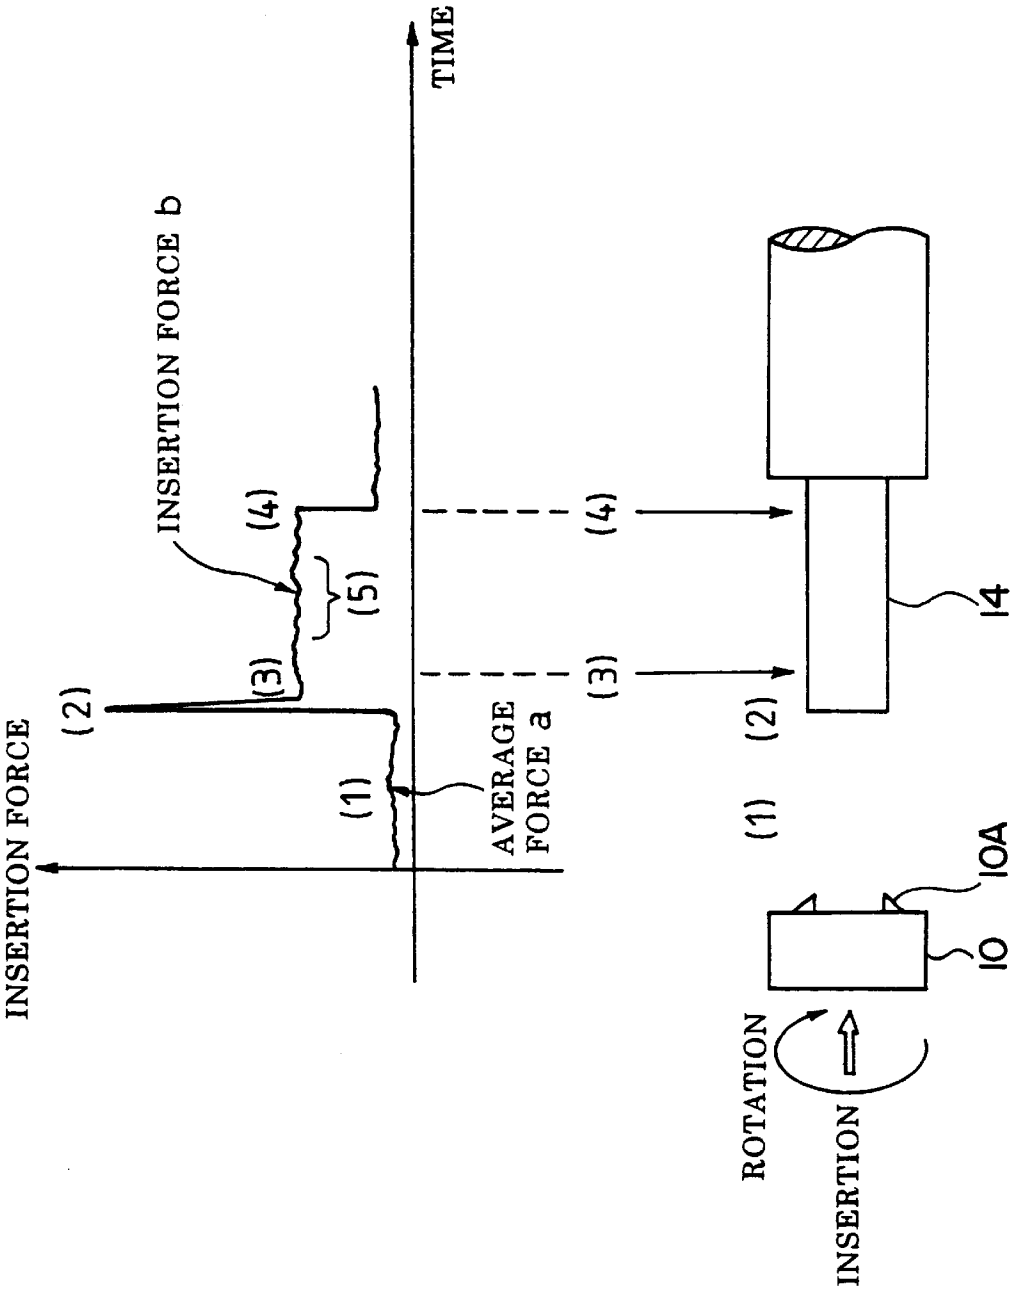 INSERTION FORCE
(2)
INSERTION FORCE b
(3)
(4)
(1)
(5)
TIME
AVERAGE
FORCE a
(3)
(4)
(1)
(2)
ROTATION
INSERTION
10
10A
14